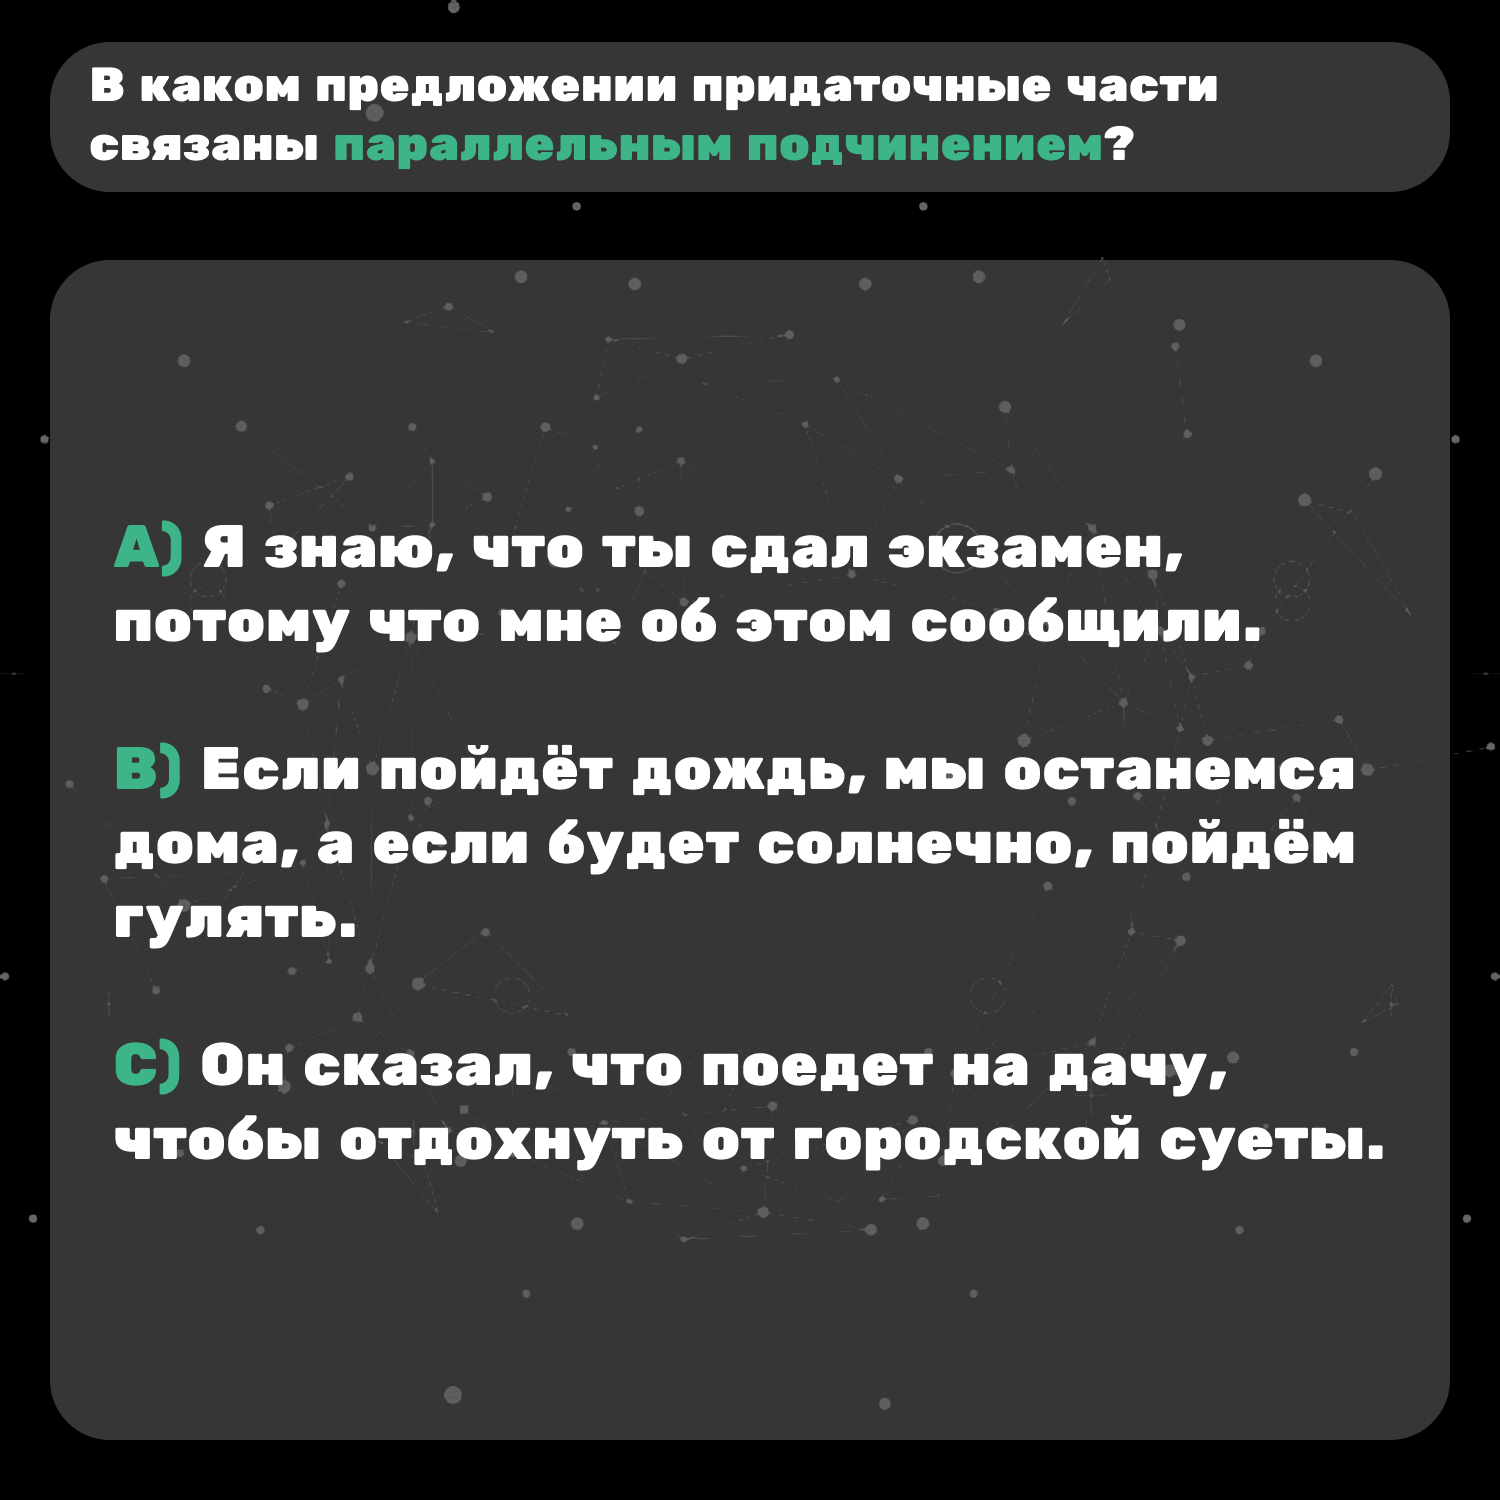 В каком предложении придаточные части
связаны параллельным подчинением?
A) Я знаю, что ты сдал экзамен,
потому что мне об этом сообщили.
B) Если пойдёт дождь, мы останемся
дома, а если будет солнечно, пойдём
гулять.
C) Он сказал, что поедет на дачу,
чтобы отдохнуть от городской суеты.